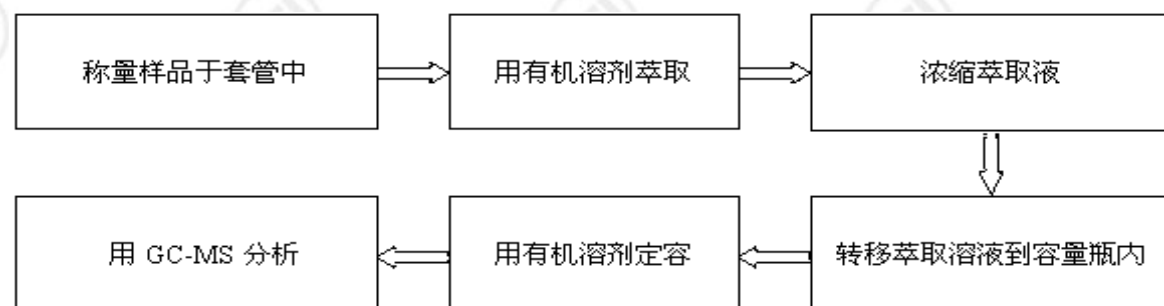 称量样品于套管中
用有机溶剂萃取
浓缩萃取液
转移萃取溶液到容量瓶内
用有机溶剂定容
用 GC-MS 分析